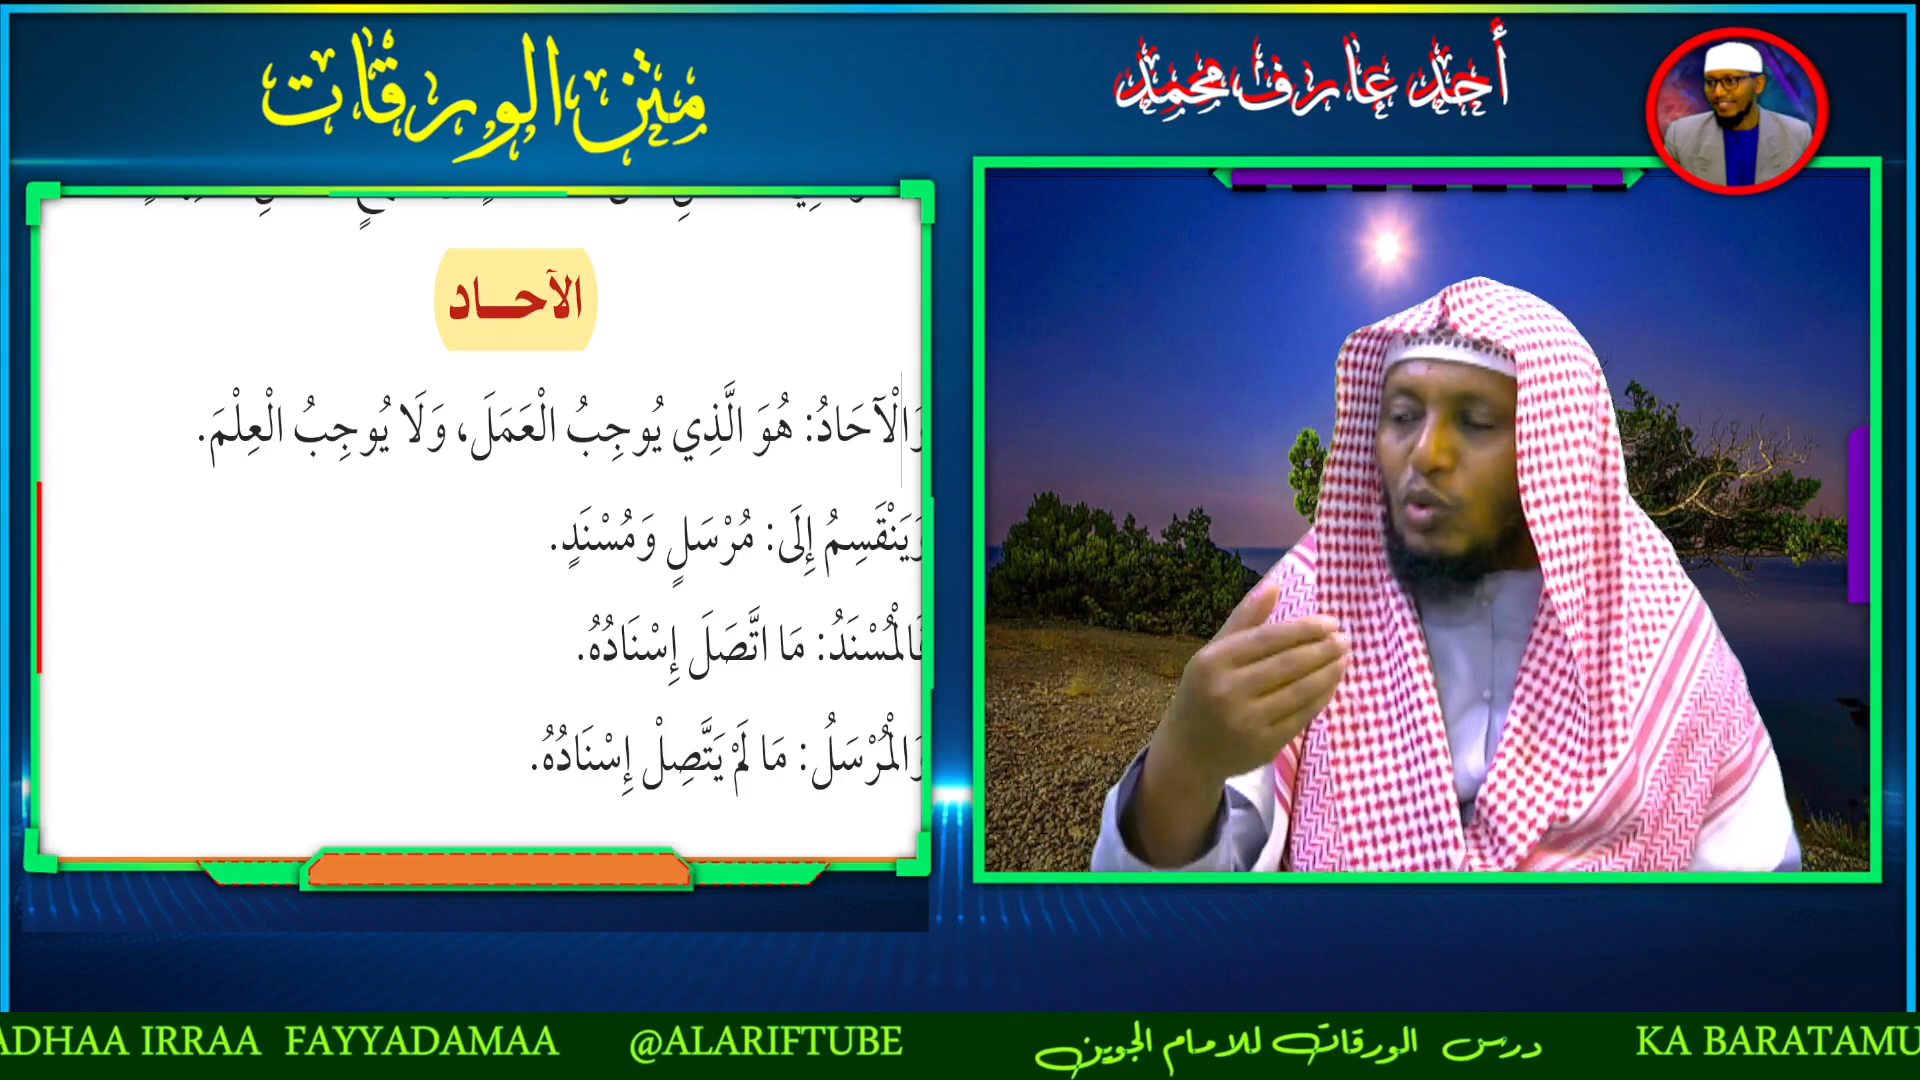 متن الورقات
أحمد عارف محمد
الآحاد
وَالْآحَادُ: هُوَ الَّذِي يُوجِبُ الْعَمَلَ، وَلَا يُوجِبُ الْعِلْمَ.
وَيَنْقَسِمُ إِلَى: مُرْسَلٍ وَمُسْنَدٍ.
فَالْمُسْنَدُ: مَا اتَّصَلَ إِسْنَادُهُ.
وَالْمُرْسَلُ: مَا لَمْ يَتَّصِلْ إِسْنَادُهُ.
ADHAA IRRAA FAYYADAMAA @ALARIFTUBE درس الورقات للامام الجوين KA BARATAMU